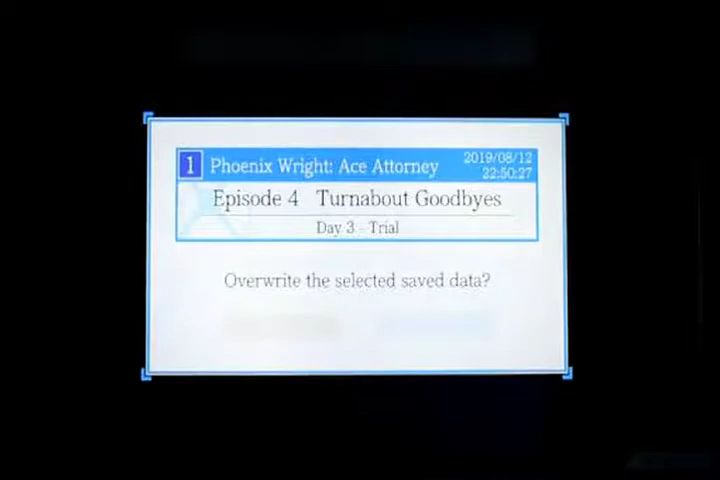 1 Phoenix Wright: Ace Attorney 2019/08/12
22:50:27
Episode 4 Turnabout Goodbyes
Day 3 - Trial
Overwrite the selected saved data?